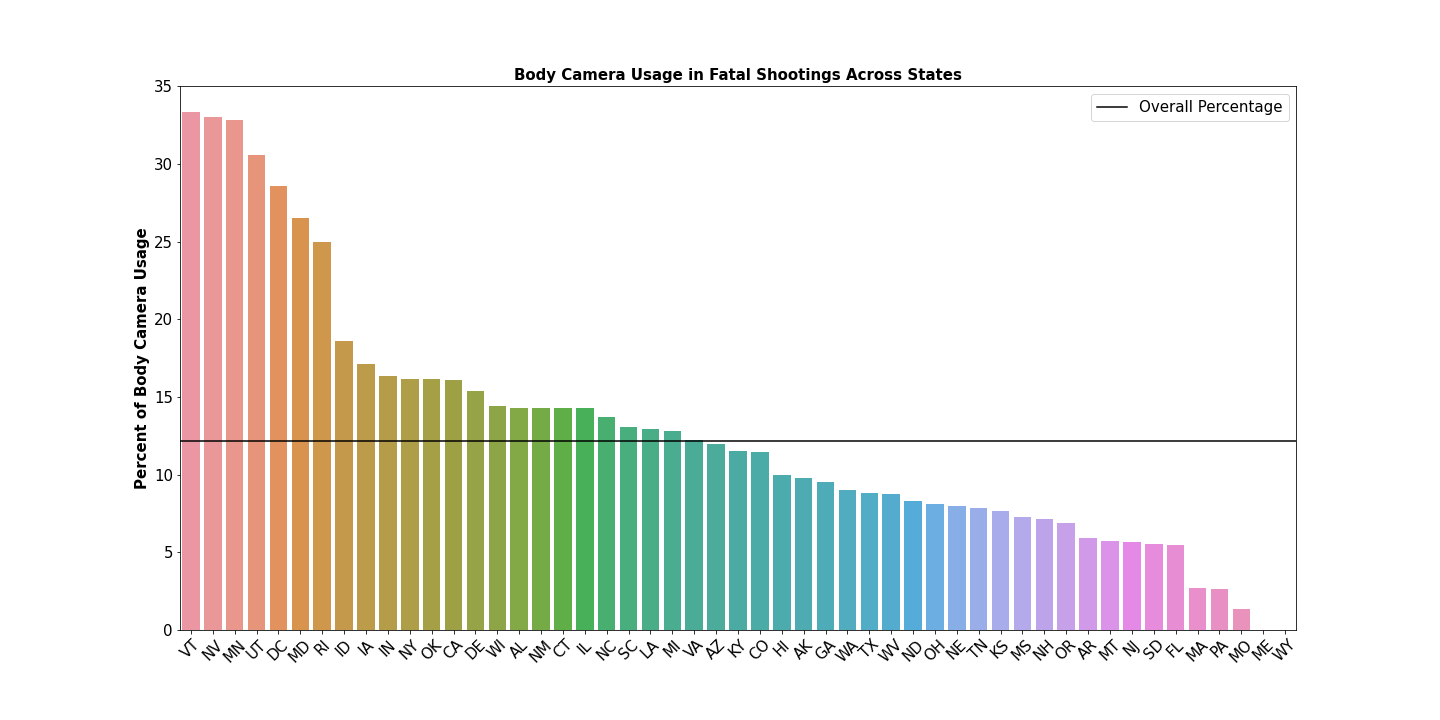 Body Camera Usage in Fatal Shootings Across States
Overall Percentage
Percent of Body Camera Usage
35
30
25
20
15
10
5
0
VT NV MN UT DC MD RI ID IA IN NY OK CA DE WI AL NM CT IL NC SC LA MI VA AZ KY CO HI AK GA WA TX WV ND OH NE TN KS MS NH OR AR MT NJ SD FL MA PA MO ME WY